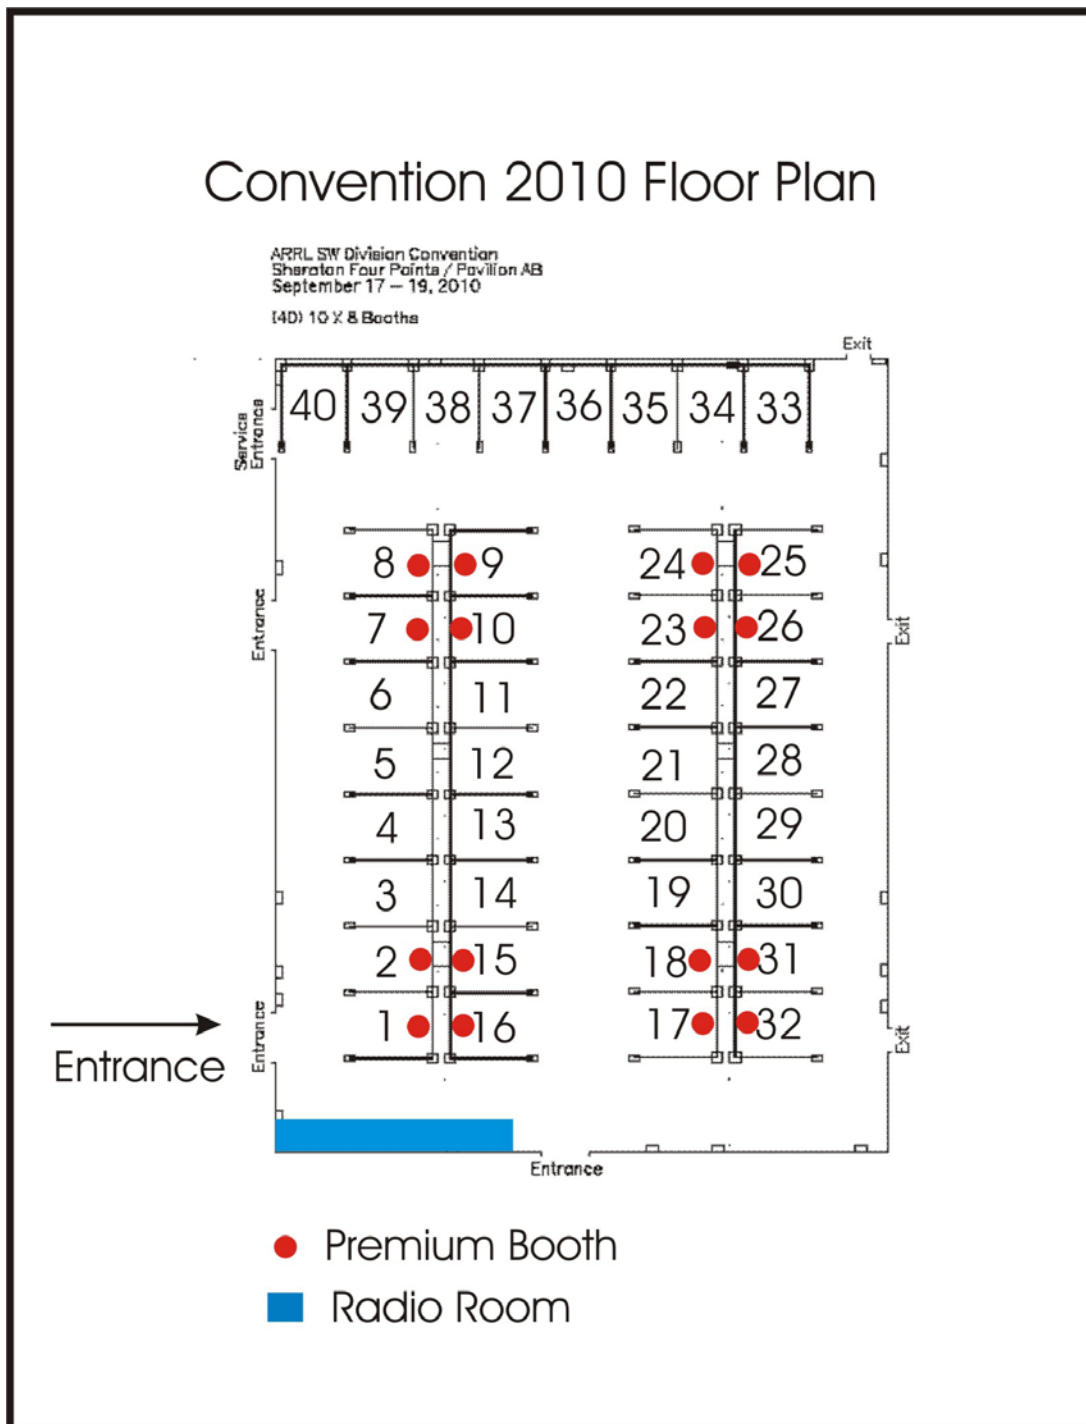 Convention 2010 Floor Plan
ARRL SW Division Convention
Sheraton Four Points / Pavilion AB
September 17 – 19, 2010
(40) 10 X 8 Booths
Exit
40 39 38 37 36 35 34 33
Service
Entrance
8 9 24 25
Entrance
7 10 23 26
Exit
6 11 22 27
5 12 21 28
4 13 20 29
3 14 19 30
2 15 18 31
1 16 17 32
Entrance
Exit
Entrance
Entrance
Premium Booth
Radio Room